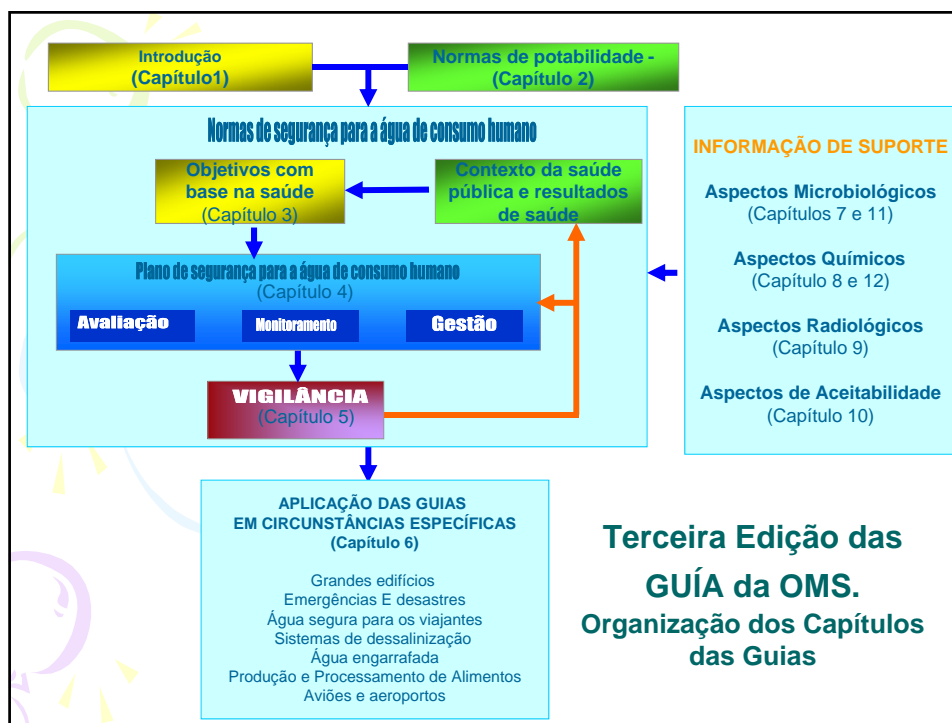 Introdução
(Capítulo1)
Normas de potabilidade -
(Capítulo 2)
Normas de segurança para a água de consumo humano
Objetivos com
base na saúde
(Capítulo 3)
Contexto da saúde
pública e resultados
de saúde
Plano de segurança para a água de consumo humano
(Capítulo 4)
Avaliação
Monitoramento
Gestão
VIGILÂNCIA
(Capítulo 5)
INFORMAÇÃO DE SUPORTE
Aspectos Microbiológicos
(Capítulos 7 e 11)
Aspectos Químicos
(Capítulo 8 e 12)
Aspectos Radiológicos
(Capítulo 9)
Aspectos de Aceitabilidade
(Capítulo 10)
APLICAÇÃO DAS GUIAS
EM CIRCUNSTÂNCIAS ESPECÍFICAS
(Capítulo 6)
Grandes edifícios
Emergências E desastres
Água segura para os viajantes
Sistemas de dessalinização
Água engarrafada
Produção e Processamento de Alimentos
Aviões e aeroportos
Terceira Edição das
GUÍA da OMS.
Organização dos Capítulos
das Guias